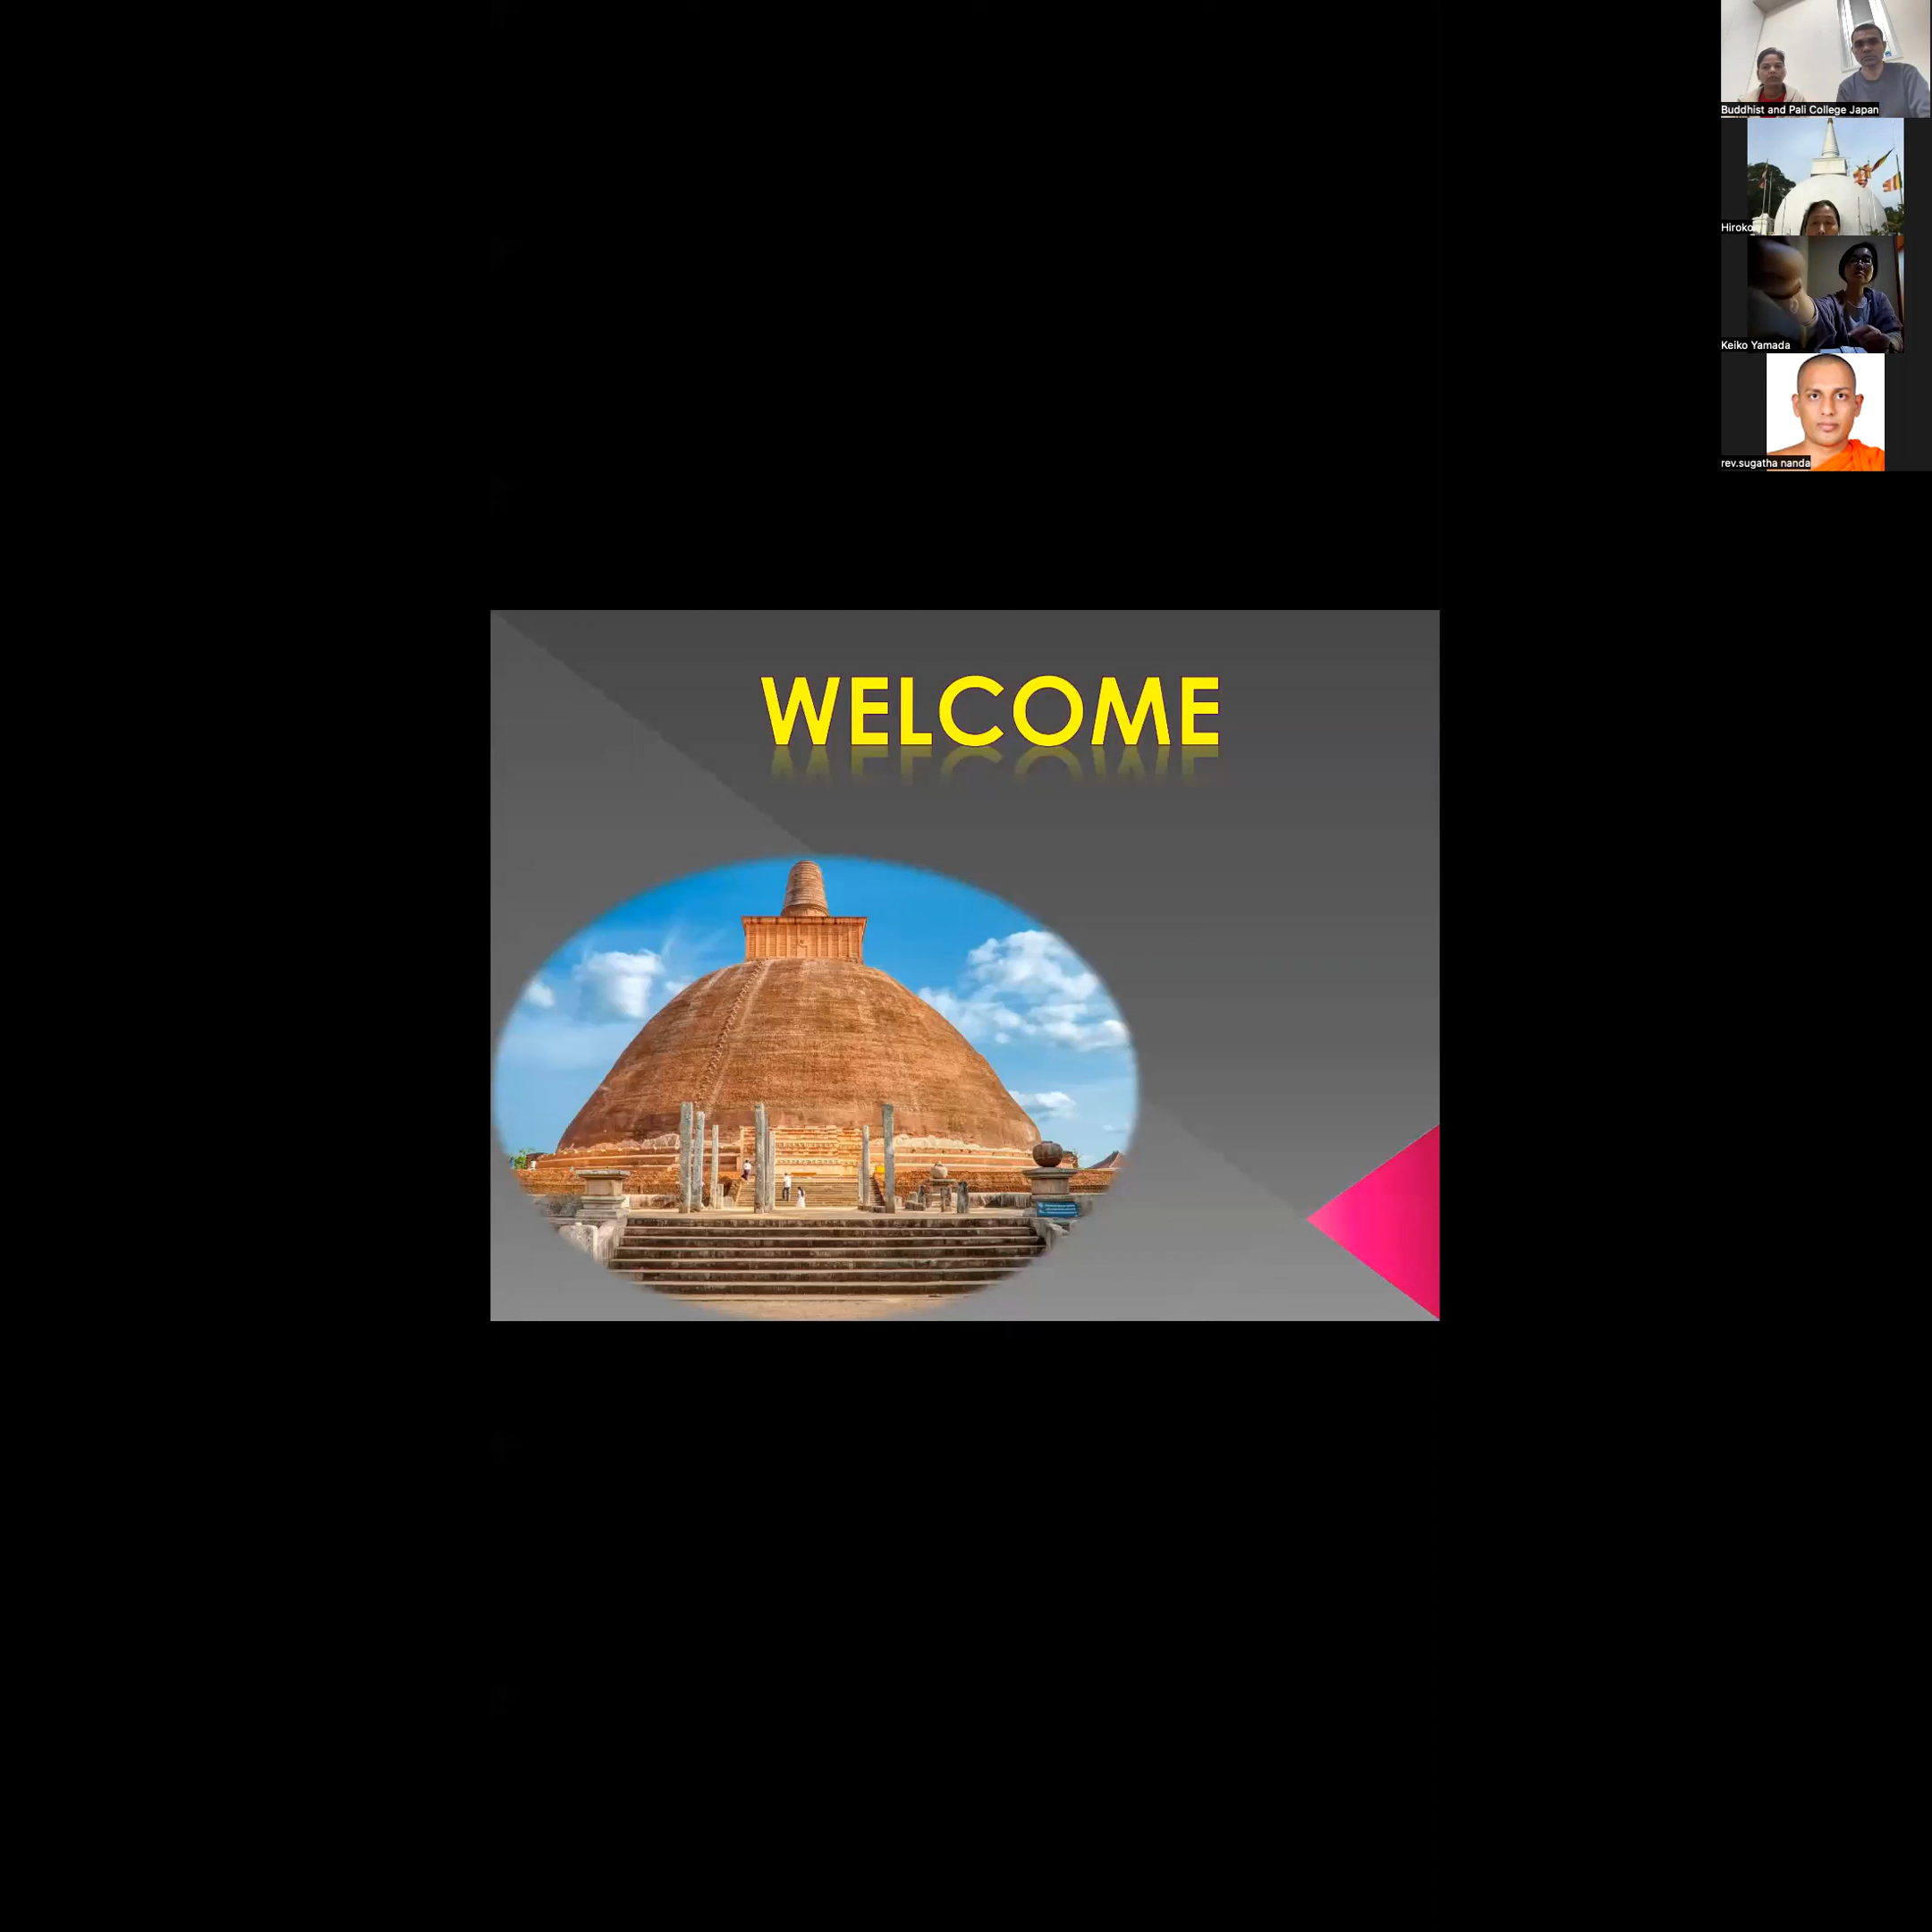 Buddhist and Pali College Japan
Hiroko
Keiko Yamada
rev.sugatha nanda
WELCOME